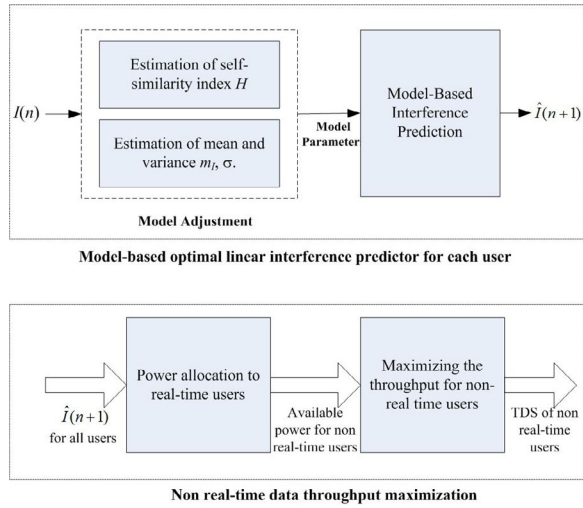 Estimation of self-
similarity index H
I(n)
Estimation of mean and
variance m_I, σ.
Model Adjustment
Model
Parameter
Model-Based
Interference
Prediction
Î(n+1)
Model-based optimal linear interference predictor for each user
Î(n+1)
for all users
Power allocation to
real-time users
Available
power for non
real-time users
Maximizing the
throughput for non-
real time users
TDS of non
real-time
users
Non real-time data throughput maximization